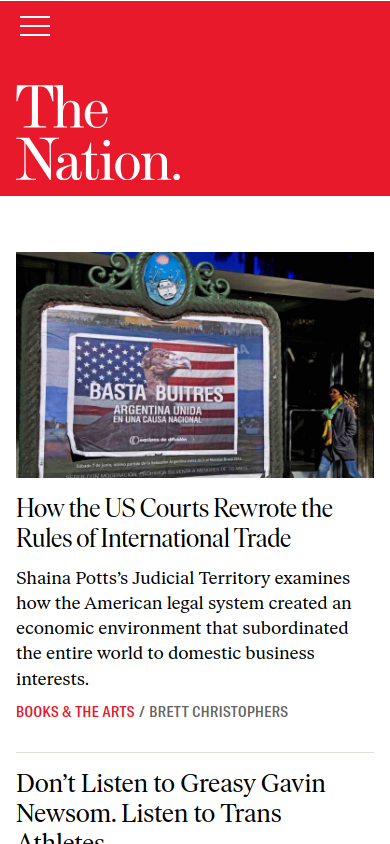 The
Nation.
BASTA BUITRES
ARGENTINA UNIDA
EN UNA CAUSA NACIONAL
How the US Courts Rewrote the
Rules of International Trade
Shaina Potts’s Judicial Territory examines
how the American legal system created an
economic environment that subordinated
the entire world to domestic business
interests.
BOOKS & THE ARTS / BRETT CHRISTOPHERS
Don’t Listen to Greasy Gavin
Newsom. Listen to Trans
Athletes